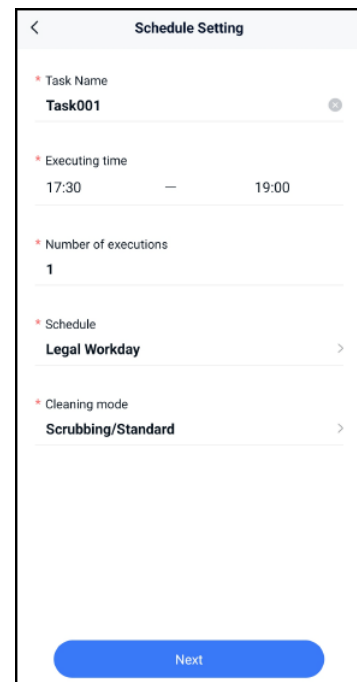 Schedule Setting
* Task Name
Task001
* Executing time
17:30 — 19:00
* Number of executions
1
* Schedule
Legal Workday
* Cleaning mode
Scrubbing/Standard
Next